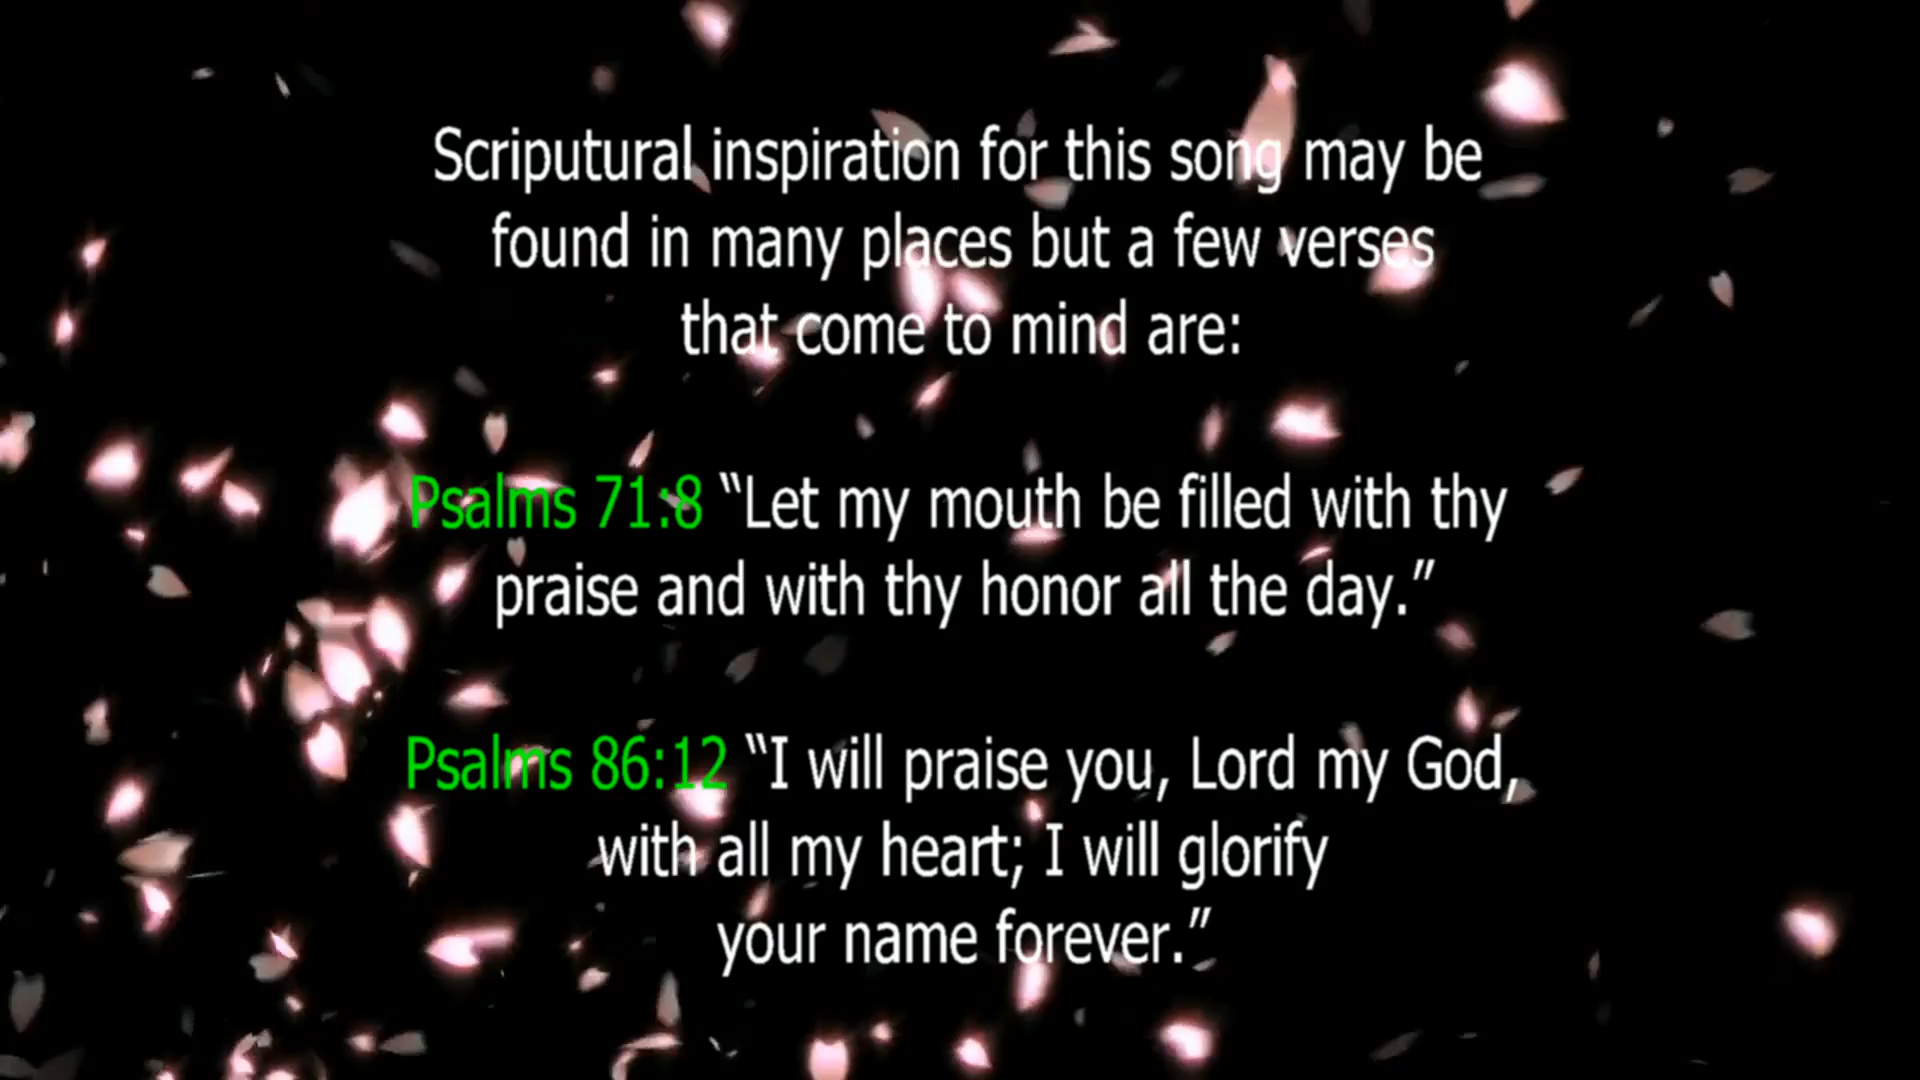 Scriputural inspiration for this song may be
found in many places but a few verses
that come to mind are:
Psalms 71:8 “Let my mouth be filled with thy
praise and with thy honor all the day.”
Psalms 86:12 “I will praise you, Lord my God,
with all my heart; I will glorify
your name forever.”